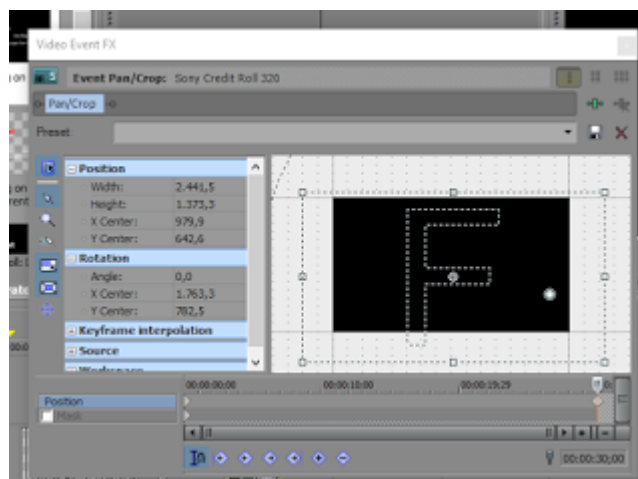 Video Event FX
Event Pan/Crop: Sony Credit Roll 320
Pan/Crop
Preset:
Position
Width: 2.441,5
Height: 1.373,3
X Center: 979,9
Y Center: 642,6
Rotation
Angle: 0,0
X Center: 1.763,3
Y Center: 782,5
Keyframe interpolation
Source
Workspace
F
00:00:00;00 00:00:10;00 00:00:19;29
Position
Mask
00:00:30;00